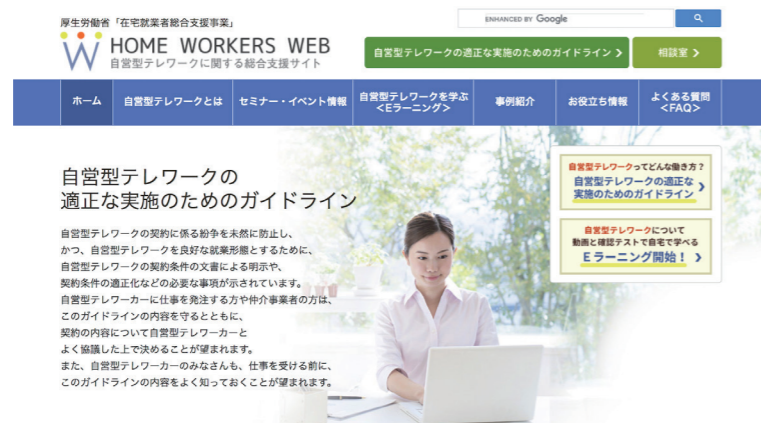 厚生労働省「在宅就業者総合支援事業」
ENHANCED BY Google
HOME WORKERS WEB
自営型テレワークに関する総合支援サイト
自営型テレワークの適正な実施のためのガイドライン
相談室
ホーム
自営型テレワークとは
セミナー・イベント情報
自営型テレワークを学ぶ
<Eラーニング>
事例紹介
お役立ち情報
よくある質問
<FAQ>
自営型テレワークの
適正な実施のためのガイドライン
自営型テレワークの契約に係る紛争を未然に防止し、
かつ、自営型テレワークを良好な就業形態とするために、
自営型テレワークの契約条件の文書による明示や、
契約条件の適正化などの必要な事項が示されています。
自営型テレワーカーに仕事を発注する方や仲介事業者の方は、
このガイドラインの内容を守るとともに、
契約の内容について自営型テレワーカーと
よく協議した上で決めることが望まれます。
また、自営型テレワーカーのみなさんも、仕事を受ける前に、
このガイドラインの内容をよく知っておくことが望まれます。
自営型テレワークってどんな働き方？
自営型テレワークの適正な
実施のためのガイドライン
自営型テレワークについて
動画と確認テストで自宅で学べる
Eラーニング開始！